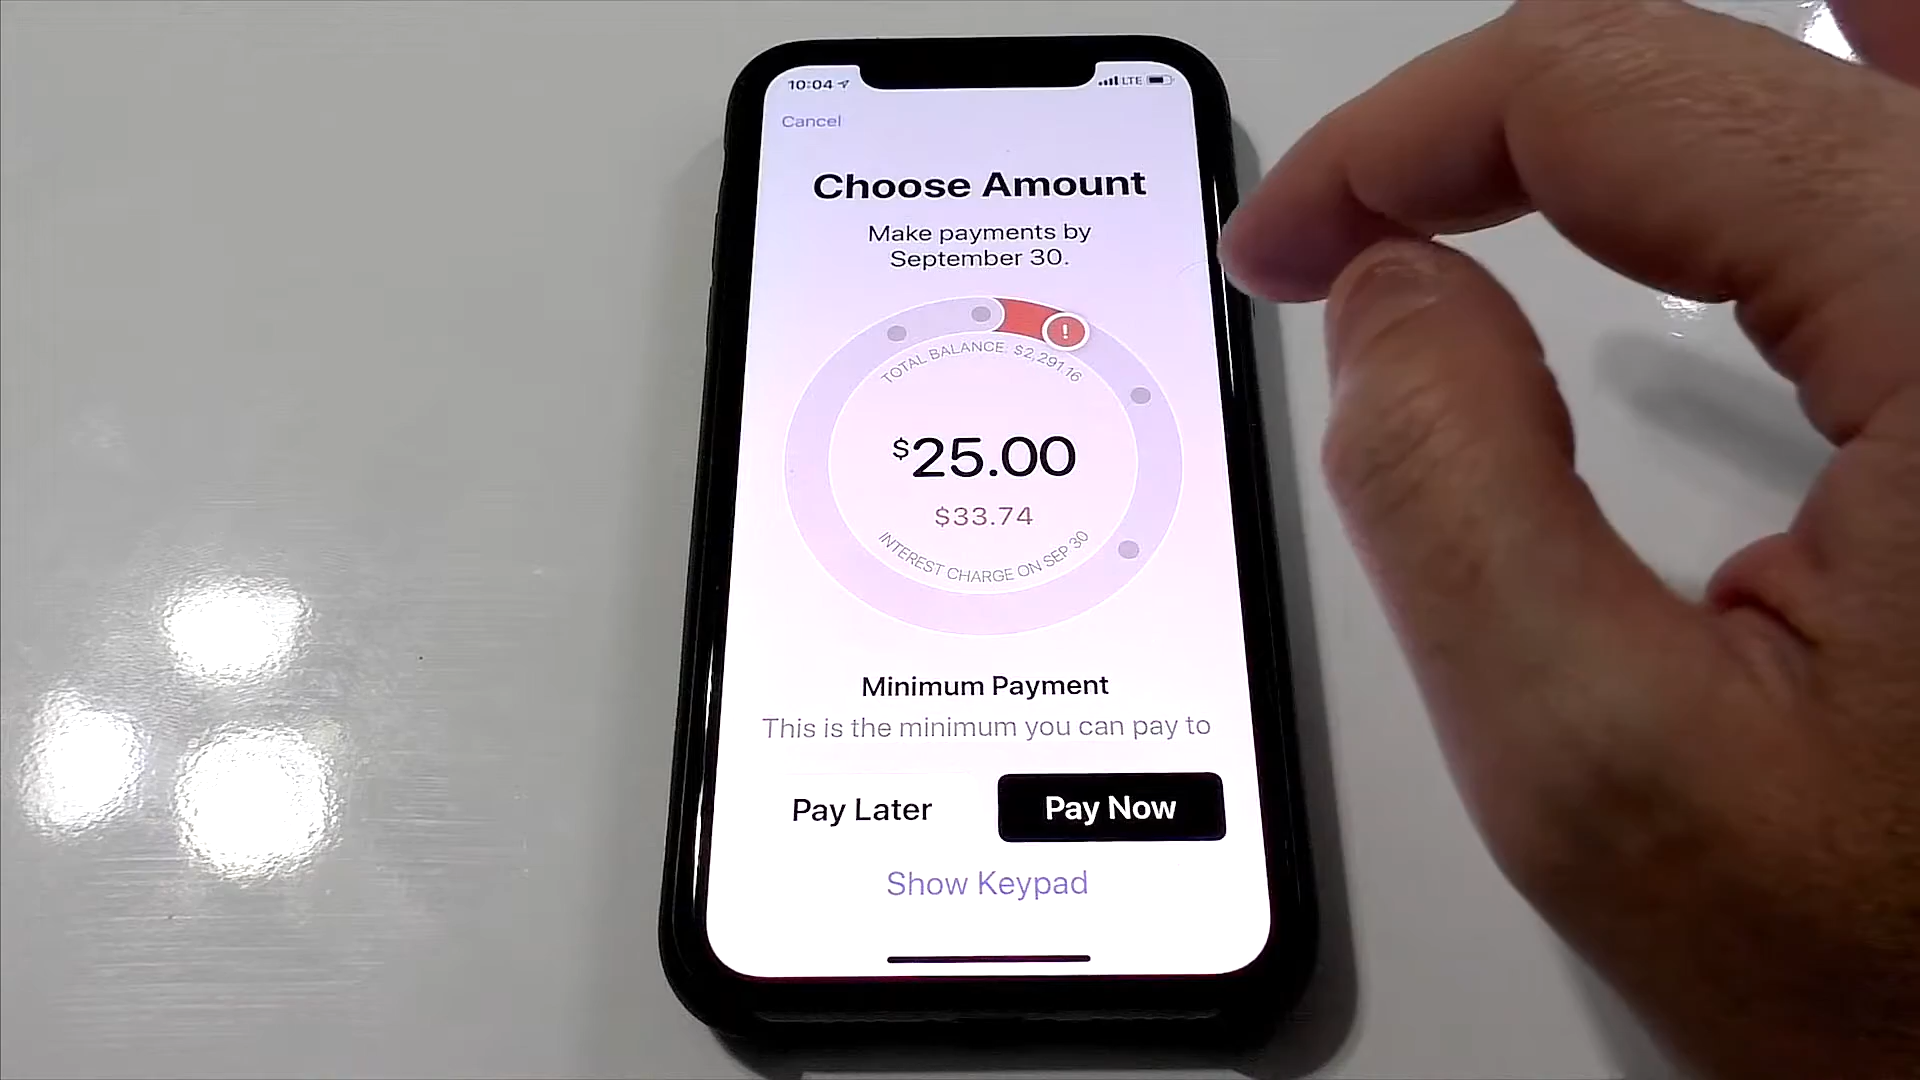 10:04
LTE
Cancel
Choose Amount
Make payments by
September 30.
!
TOTAL BALANCE: $2,291.16
$25.00
$33.74
INTEREST CHARGE ON SEP 30
Minimum Payment
This is the minimum you can pay to
Pay Later
Pay Now
Show Keypad